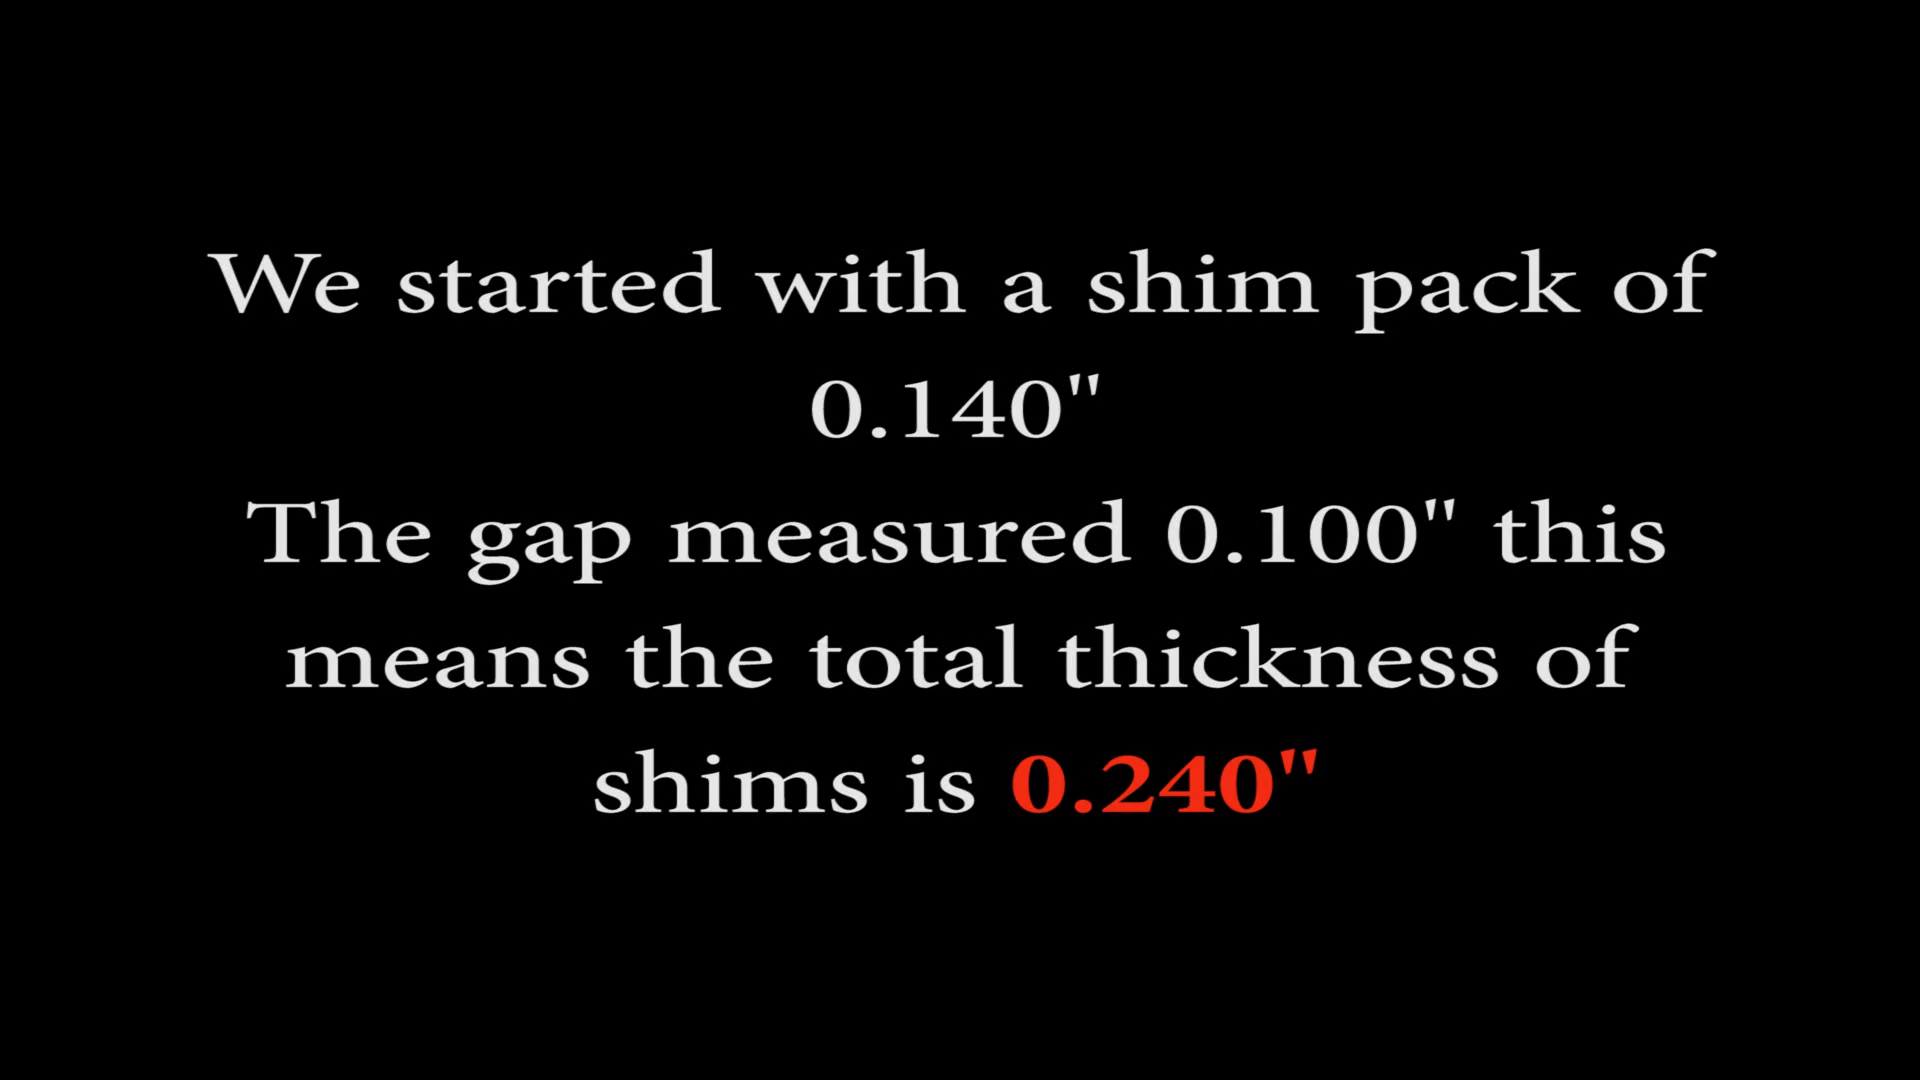 We started with a shim pack of
0.140"
The gap measured 0.100" this
means the total thickness of
shims is 0.240"